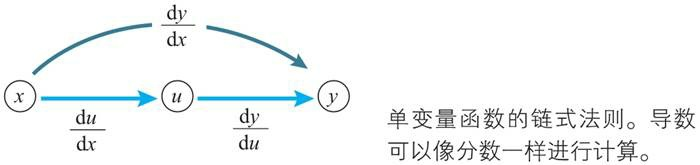 dy
dx
x
u
y
du
dx
dy
du
单变量函数的链式法则。导数
可以像分数一样进行计算。